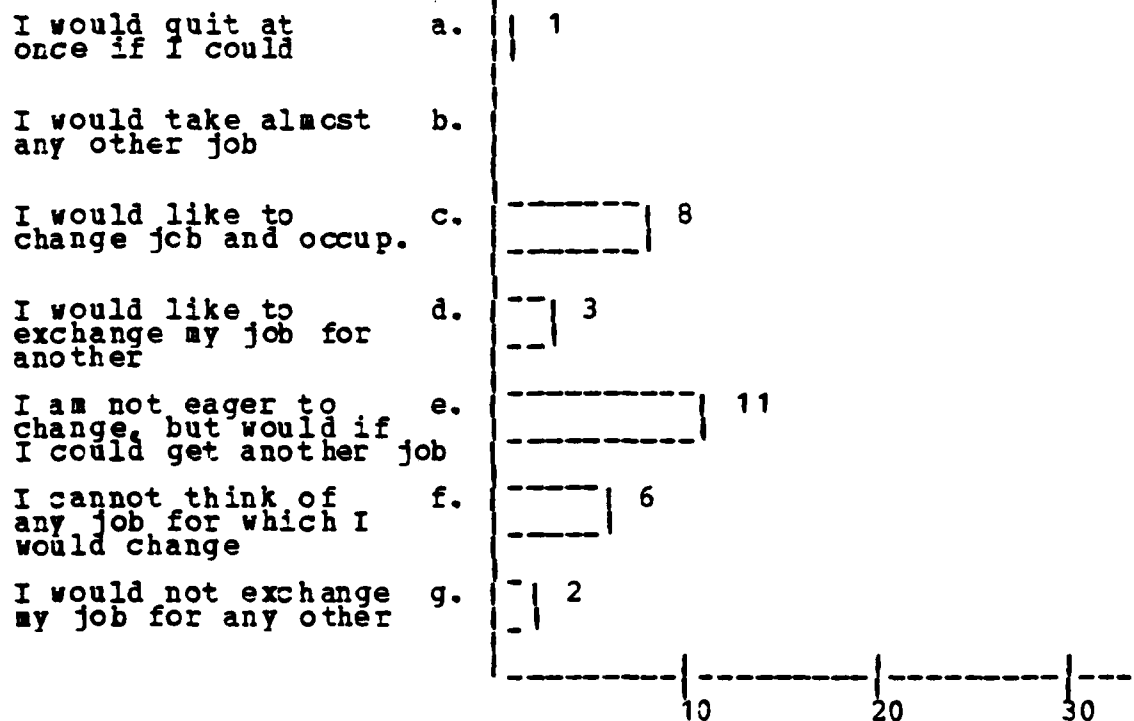 I would quit at a. 1
once if I could
I would take almost b.
any other job
I would like to c. 8
change job and occup.
I would like to d. 3
exchange my job for
another
I am not eager to e. 11
change, but would if
I could get another job
I cannot think of f. 6
any job for which I
would change
I would not exchange g. 2
my job for any other
10 20 30